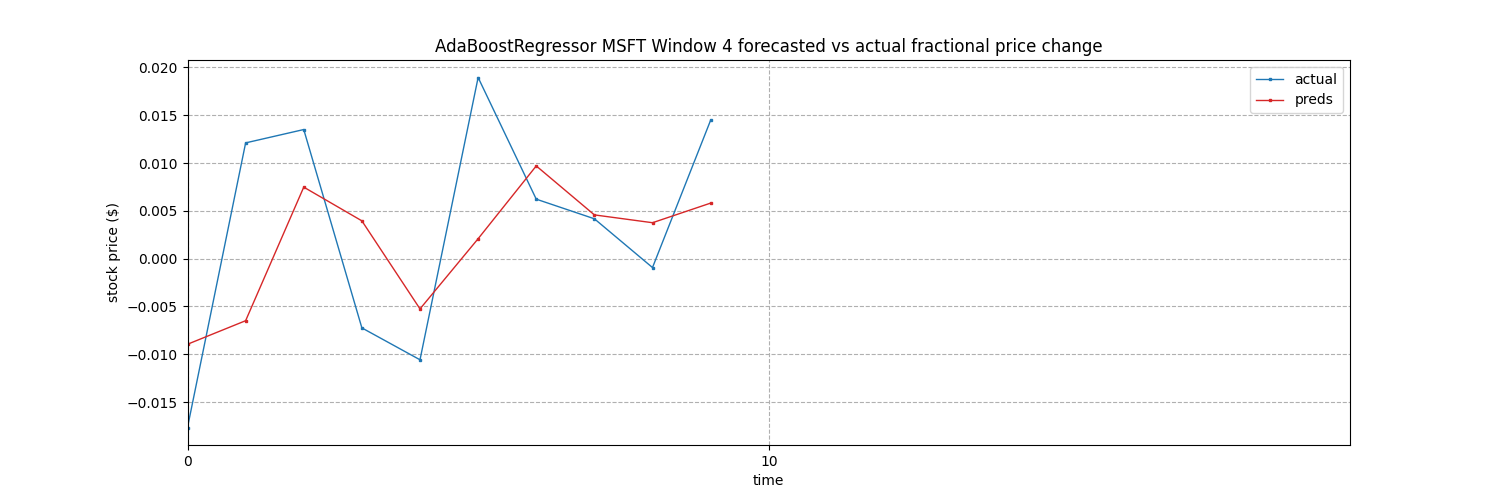 AdaBoostRegressor MSFT Window 4 forecasted vs actual fractional price change
actual
preds
0.020
0.015
0.010
0.005
0.000
−0.005
−0.010
−0.015
stock price ($)
0
10
time